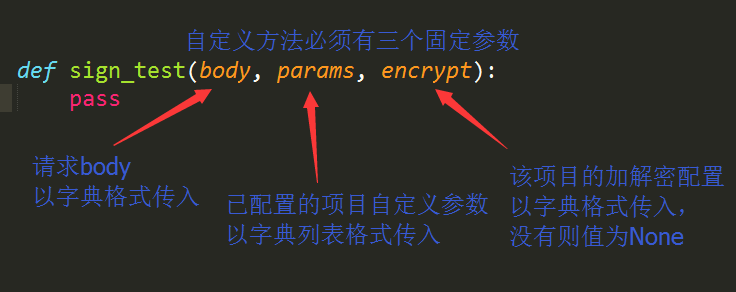 自定义方法必须有三个固定参数
def sign_test(body, params, encrypt):
pass
请求body
以字典格式传入
已配置的项目自定义参数
以字典列表格式传入
该项目的加解密配置
以字典格式传入，
没有则值为None